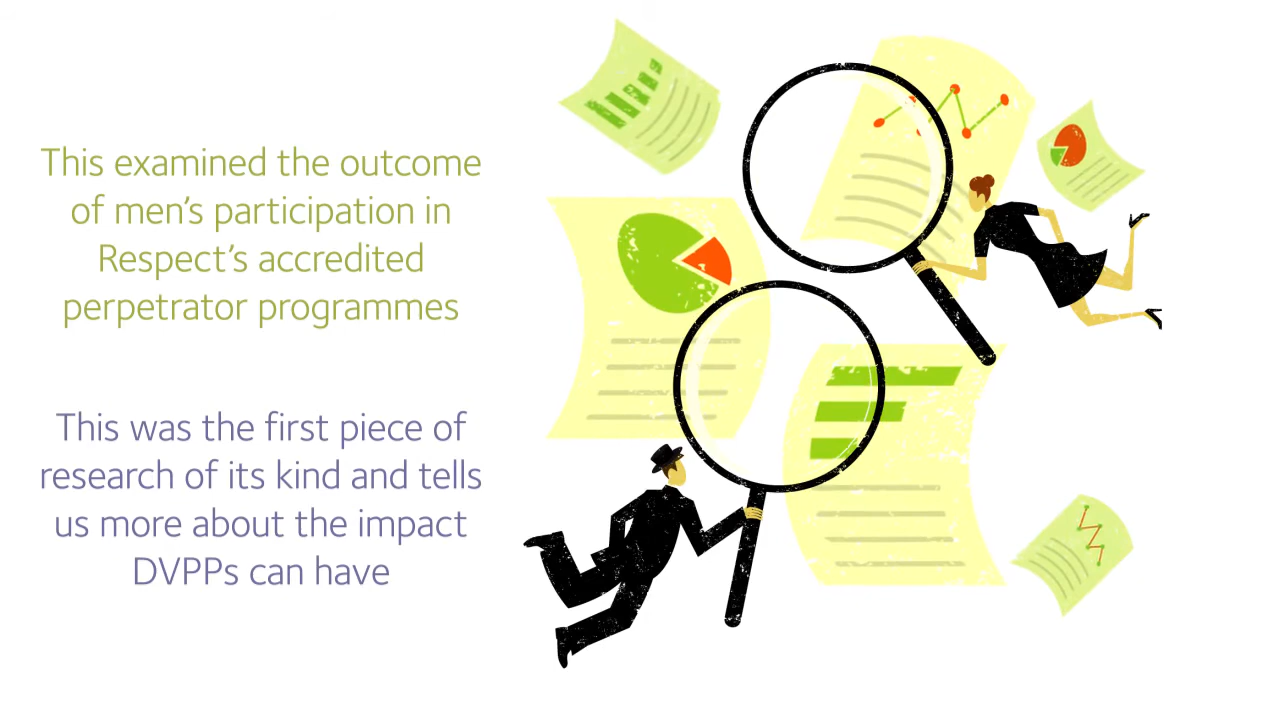 This examined the outcome
of men’s participation in
Respect’s accredited
perpetrator programmes
This was the first piece of
research of its kind and tells
us more about the impact
DVPPs can have